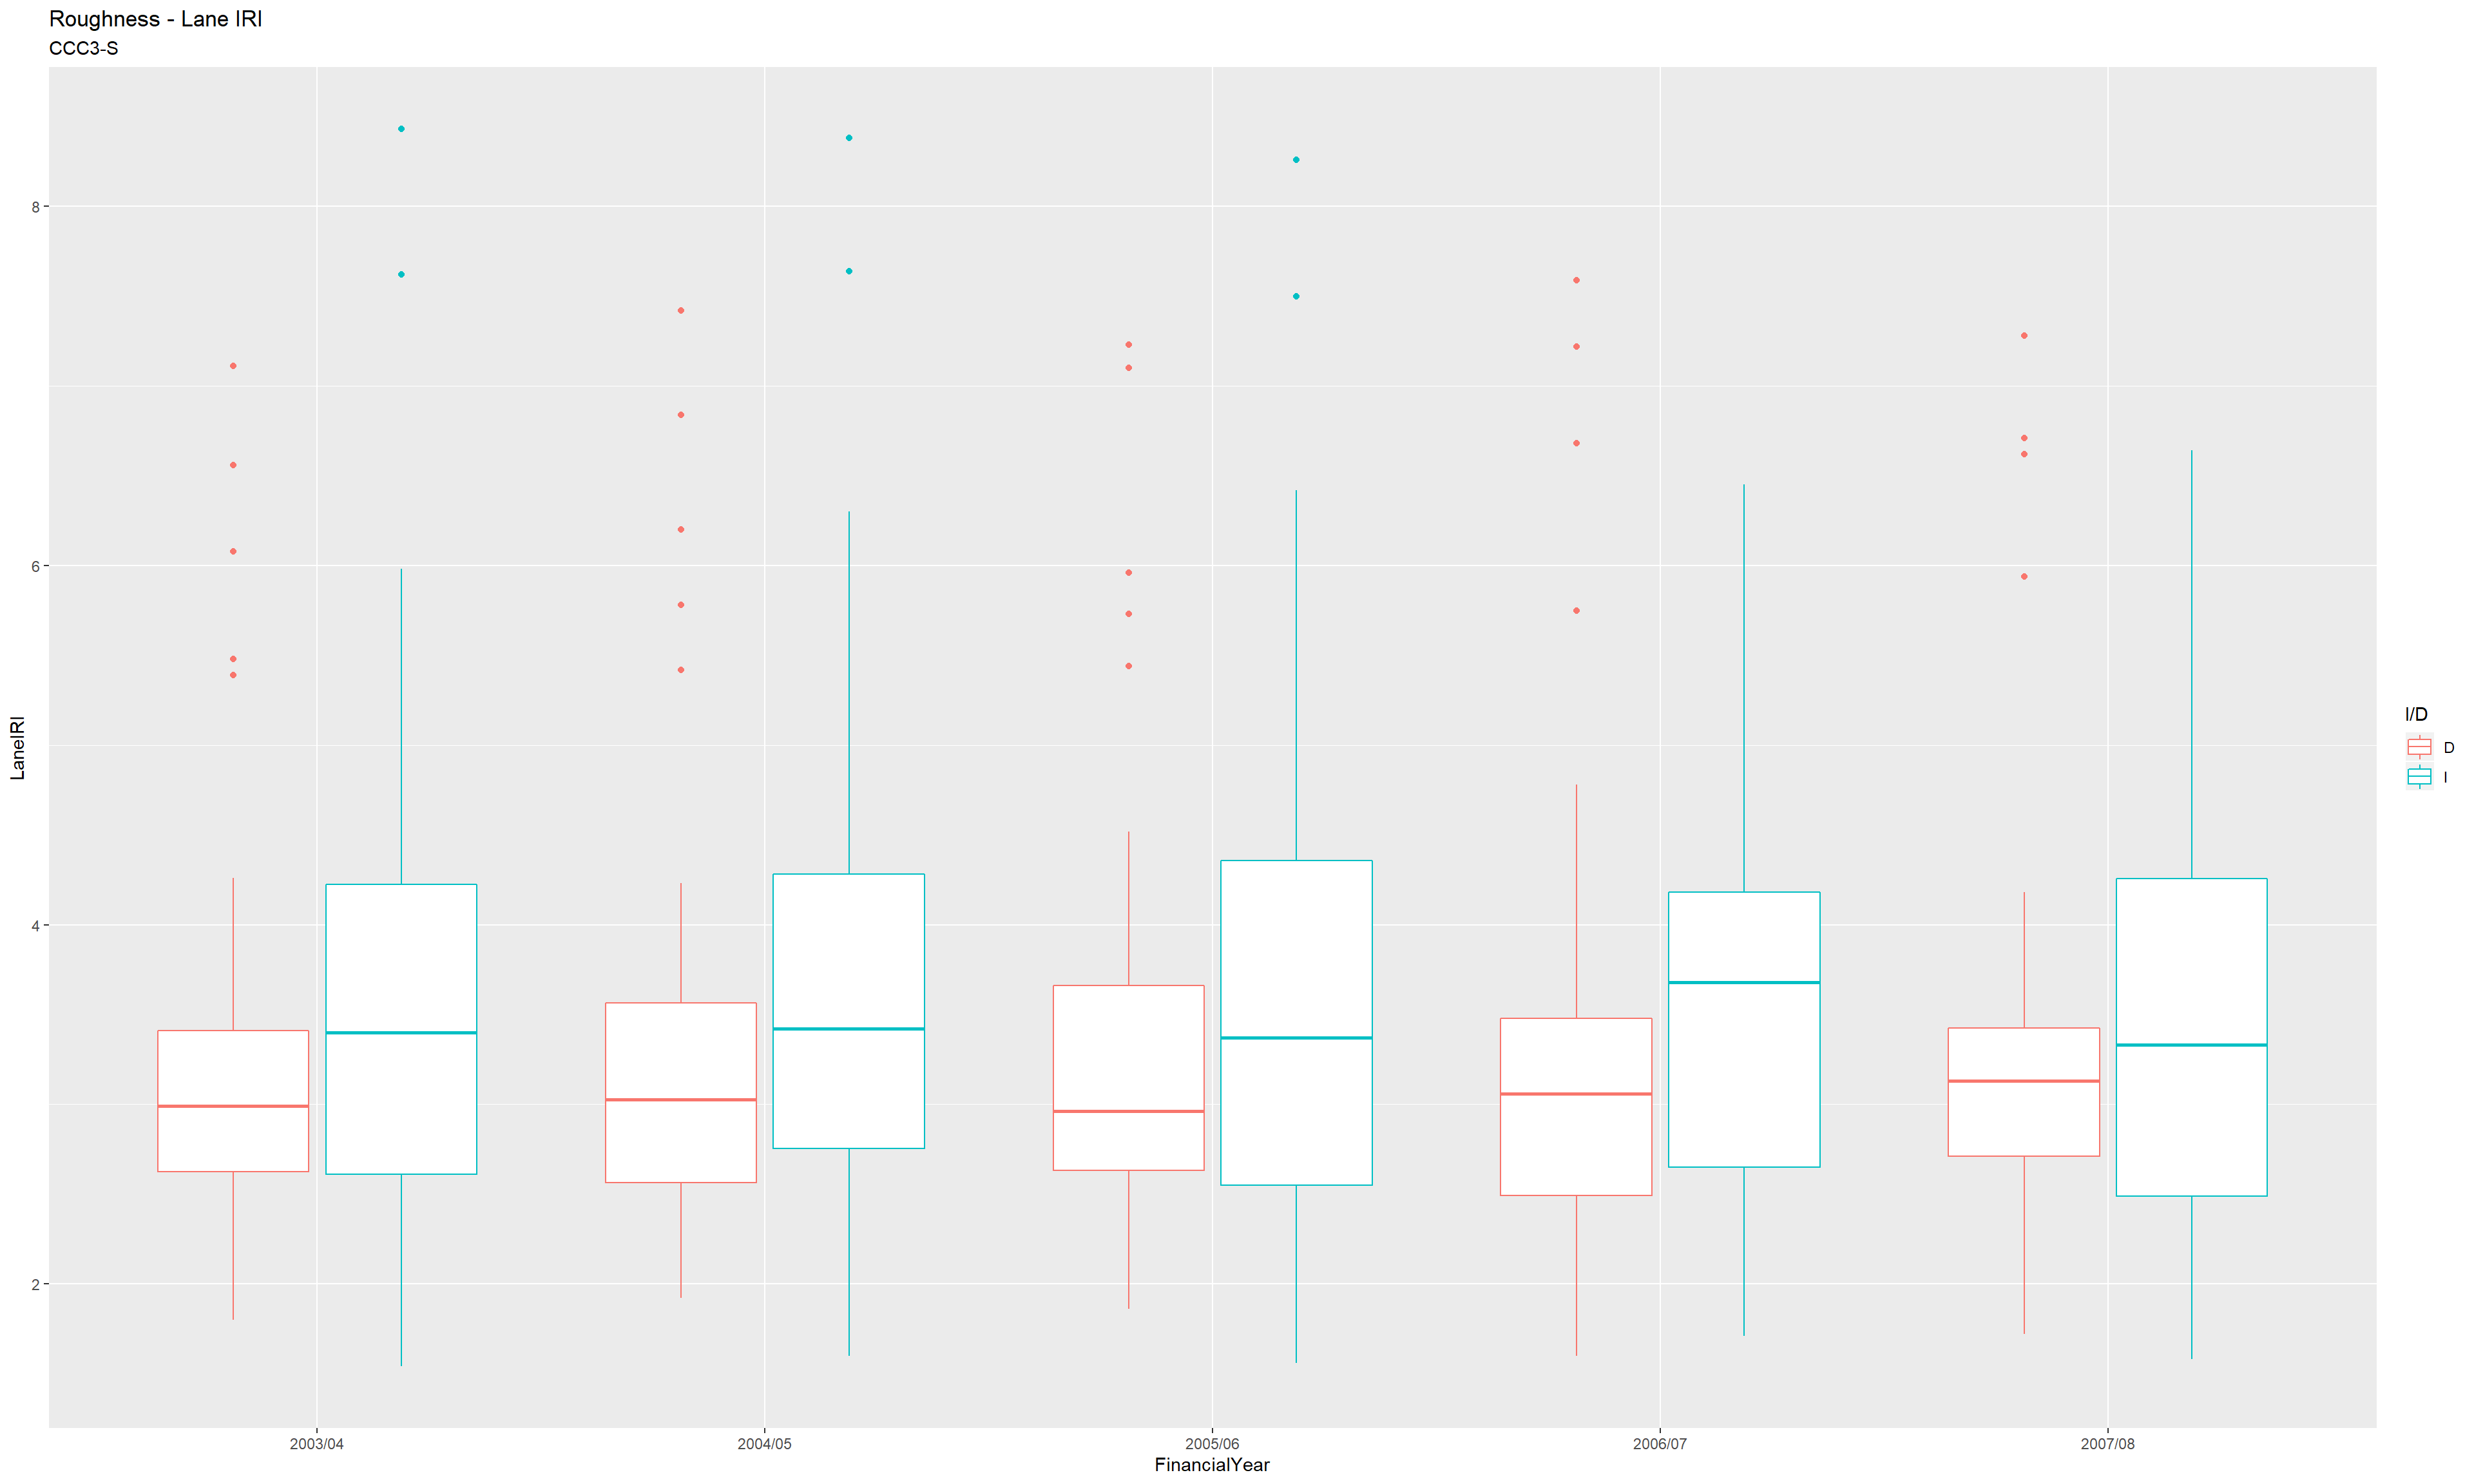 Roughness - Lane IRI
CCC3-S
8
6
4
2
LaneIRI
2003/04
2004/05
2005/06
2006/07
2007/08
FinancialYear
I/D
D
I